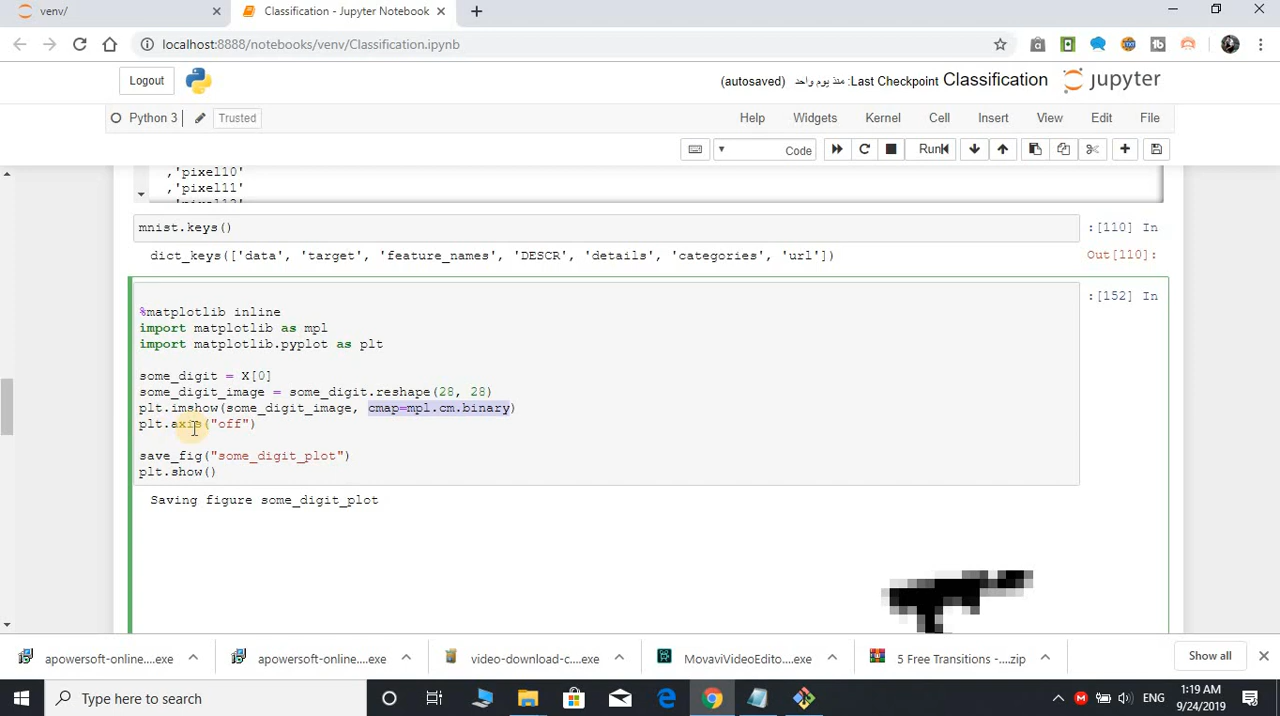 venv/
Classification - Jupyter Notebook
localhost:8888/notebooks/venv/Classification.ipynb
Logout
(autosaved) منذ يوم واحد :Last Checkpoint Classification jupyter
Python 3
Trusted
Help Widgets Kernel Cell Insert View Edit File
Code
Run
,'pixel10'
,'pixel11'
mnist.keys()
:[110] In
dict_keys(['data', 'target', 'feature_names', 'DESCR', 'details', 'categories', 'url'])
Out[110]:
:[152] In
%matplotlib inline
import matplotlib as mpl
import matplotlib.pyplot as plt
some_digit = X[0]
some_digit_image = some_digit.reshape(28, 28)
plt.imshow(some_digit_image, cmap=mpl.cm.binary)
plt.axis("off")
save_fig("some_digit_plot")
plt.show()
Saving figure some_digit_plot
apowersoft-online....exe
apowersoft-online....exe
video-download-c....exe
MovaviVideoEdito....exe
5 Free Transitions -....zip
Show all
Type here to search
ENG
1:19 AM
9/24/2019